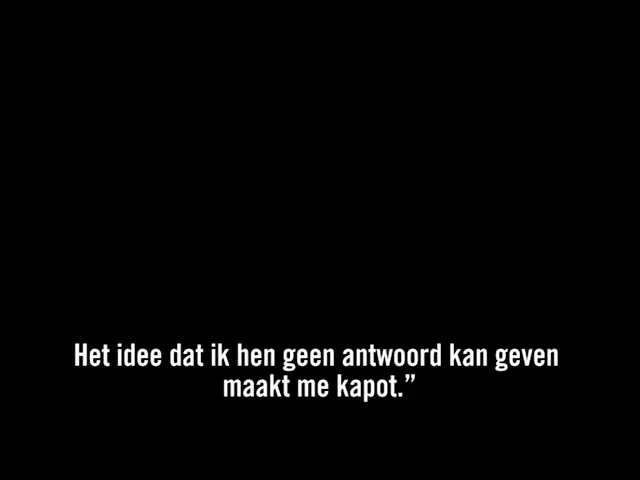 Het idee dat ik hen geen antwoord kan geven
maakt me kapot.”